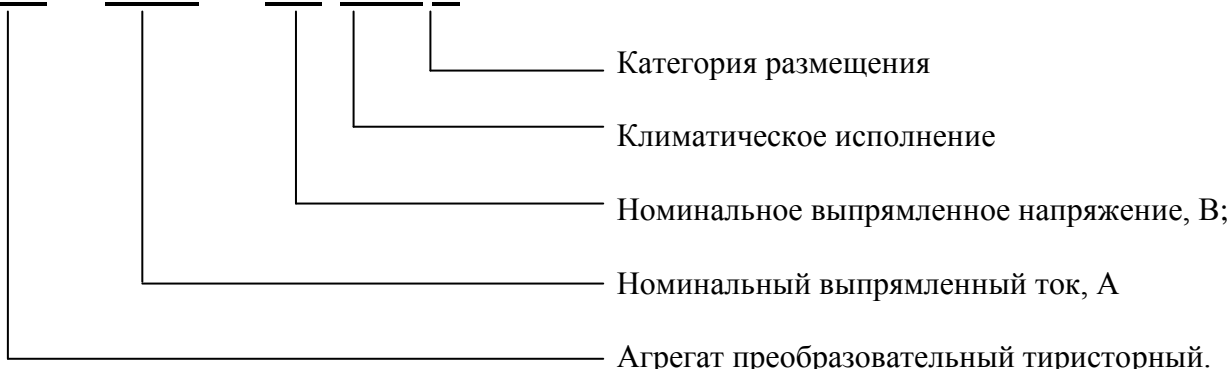 Категория размещения
Климатическое исполнение
Номинальное выпрямленное напряжение, В;
Номинальный выпрямленный ток, А
Агрегат преобразовательный тиристорный.